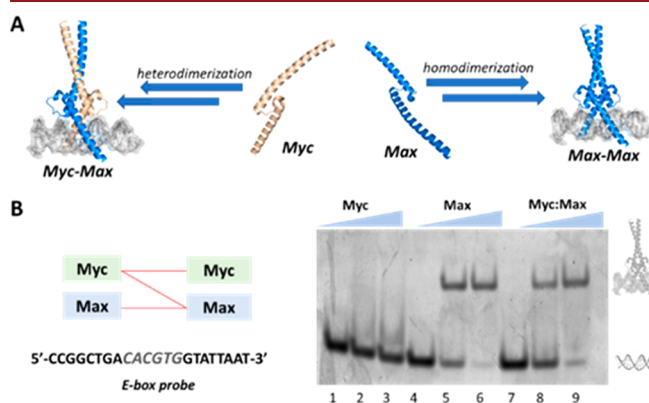 A
heterodimerization
homodimerization
Myc-Max
Myc
Max
Max-Max
B
Myc
Max
Myc:Max
Myc
Myc
Max
Max
5'-CCGGCTGACACGTGGTATTAAT-3'
E-box probe
1 2 3 4 5 6 7 8 9